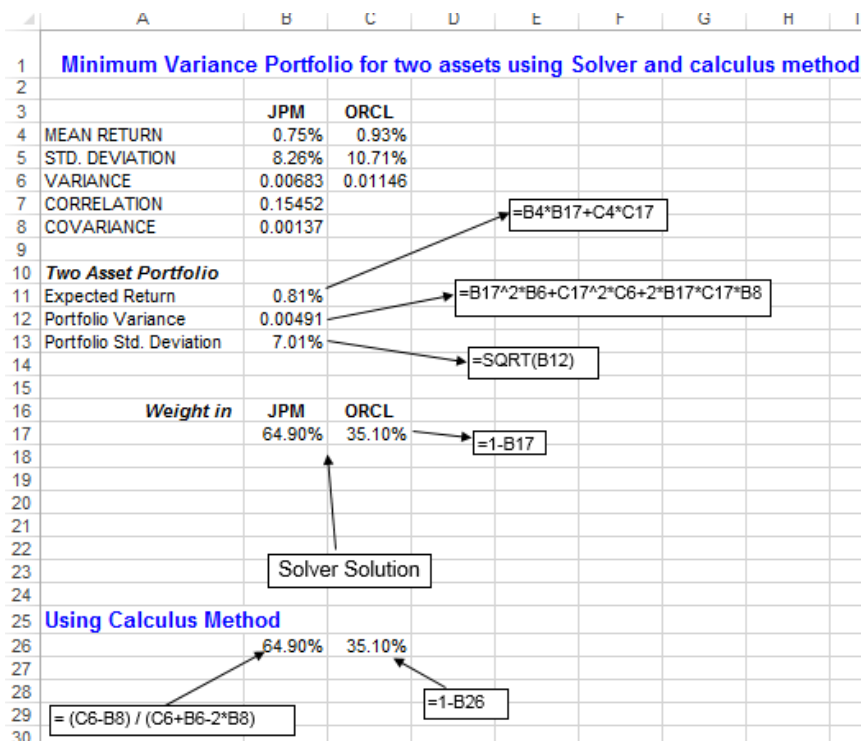 A B C D E F G H I
1 Minimum Variance Portfolio for two assets using Solver and calculus method
2
3 JPM ORCL
4 MEAN RETURN 0.75% 0.93%
5 STD. DEVIATION 8.26% 10.71%
6 VARIANCE 0.00683 0.01146
7 CORRELATION 0.15452
=B4*B17+C4*C17
8 COVARIANCE 0.00137
9
10 Two Asset Portfolio
11 Expected Return 0.81% =B17^2*B6+C17^2*C6+2*B17*C17*B8
12 Portfolio Variance 0.00491
13 Portfolio Std. Deviation 7.01%
14 =SQRT(B12)
15
16 Weight in JPM ORCL
17 64.90% 35.10% =1-B17
18
19
20
21
22
23 Solver Solution
24
25 Using Calculus Method
26 64.90% 35.10%
27
28
=1-B26
29 = (C6-B8) / (C6+B6-2*B8)
30